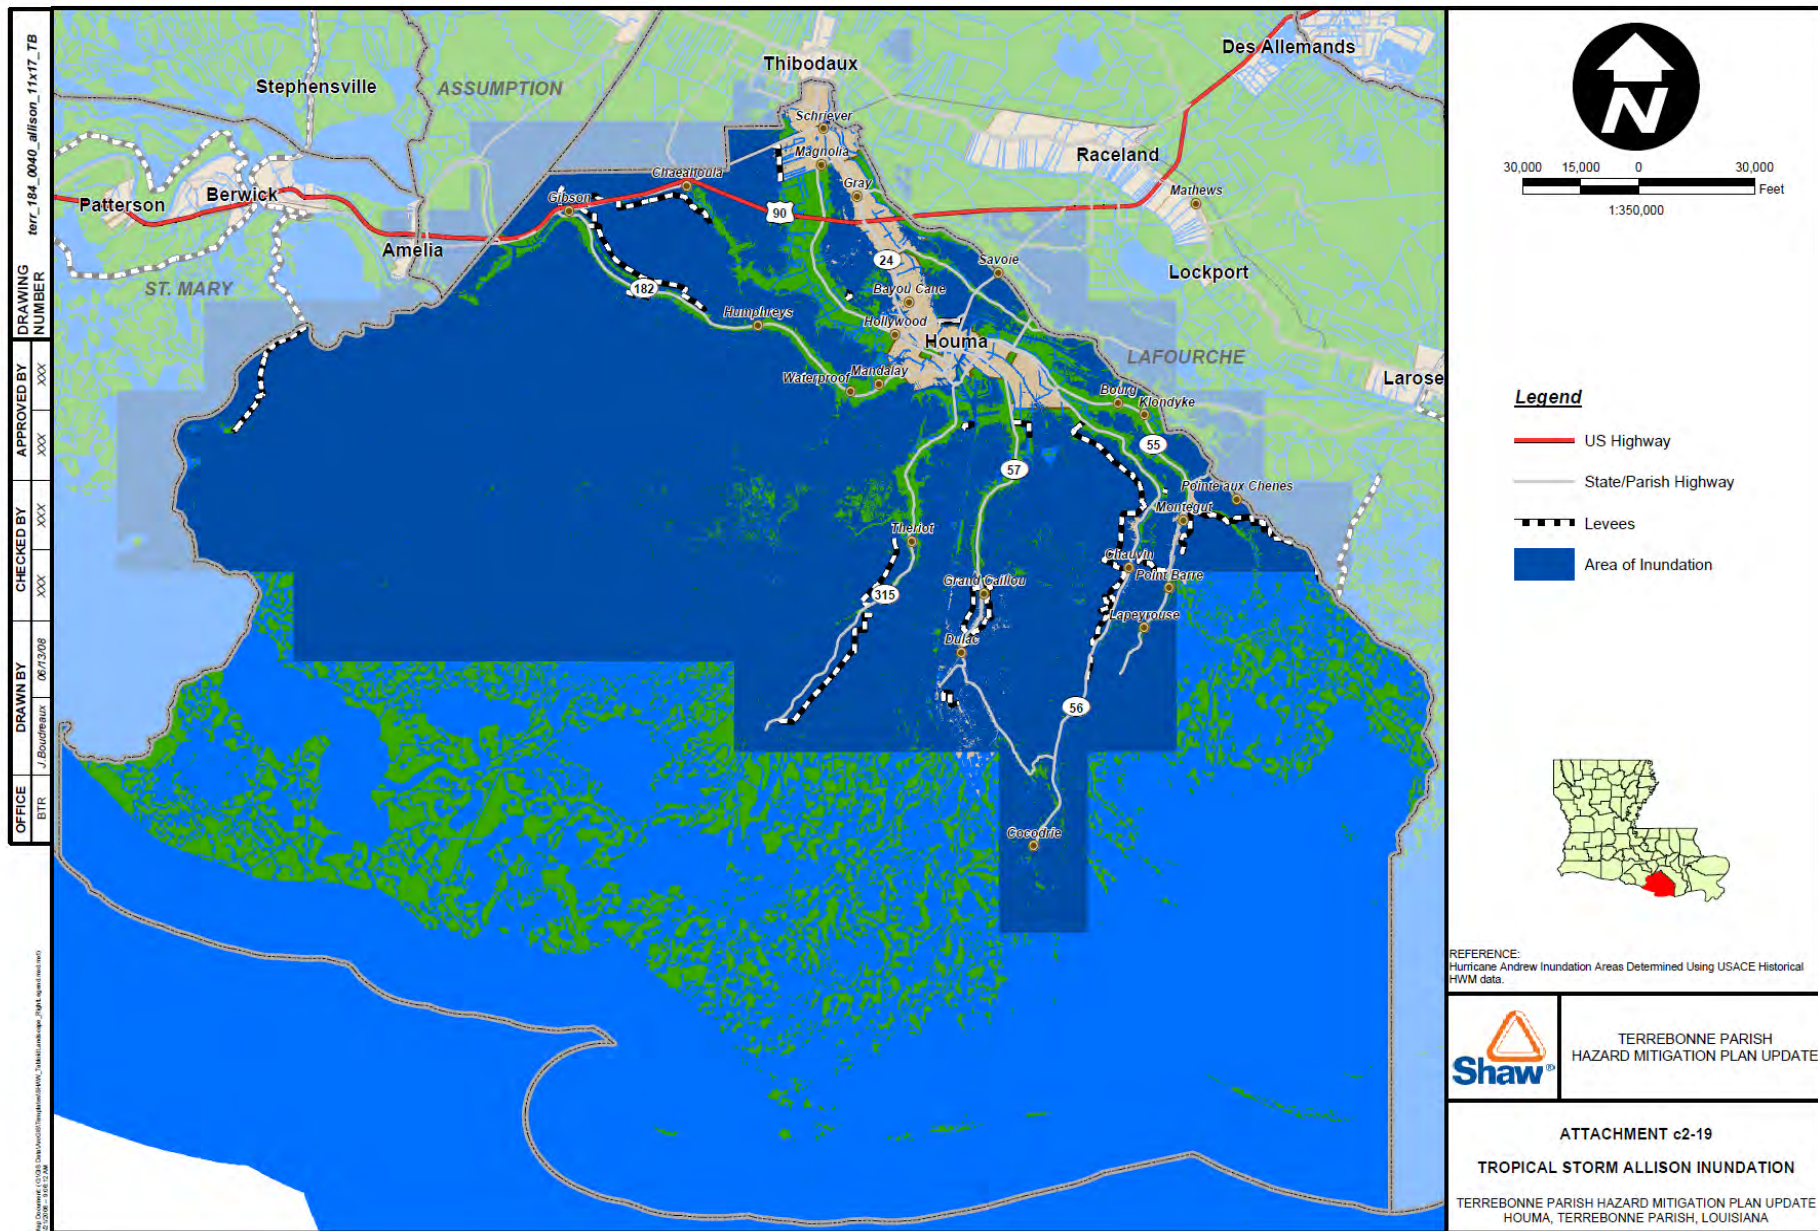 terr_184_0040_allison_11x17_TB
DRAWING
NUMBER
APPROVED BY
XXX
XXX
CHECKED BY
XXX
XXX
DRAWN BY
J.Boudreaux
06/13/08
OFFICE
BTR
Thibodaux
Des Allemands
Stephensville
ASSUMPTION
Schriever
Magnolia
Raceland
Gray
Mathews
Patterson
Berwick
Gibson
90
Amelia
24
Savoie
Lockport
ST. MARY
182
Bayou Cane
Humphreys
Hollywood
Houma
LAFOURCHE
Waterproof
Mandalay
Larose
Bourg
Klondyke
55
57
Pointe aux Chenes
Montegut
Theriot
Chauvin
Point Barre
Grand Caillou
315
Lapeyrouse
Dulac
56
Cocodrie
N
30,000
15,000
0
30,000
Feet
1:350,000
Legend
US Highway
State/Parish Highway
Levees
Area of Inundation
REFERENCE:
Hurricane Andrew Inundation Areas Determined Using USACE Historical
HWM data.
Shaw®
TERREBONNE PARISH
HAZARD MITIGATION PLAN UPDATE
ATTACHMENT c2-19
TROPICAL STORM ALLISON INUNDATION
TERREBONNE PARISH HAZARD MITIGATION PLAN UPDATE
HOUMA, TERREBONNE PARISH, LOUISIANA